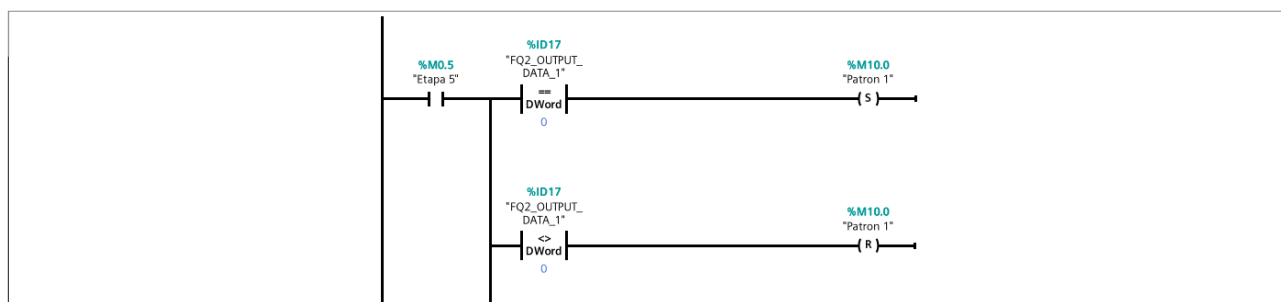 %ID17
%M0.5
"FQ2_OUTPUT_
%M10.0
"Etapa 5"
DATA_1"
"Patron 1"
==
S
DWord
0
%ID17
"FQ2_OUTPUT_
%M10.0
DATA_1"
"Patron 1"
<>
R
DWord
0